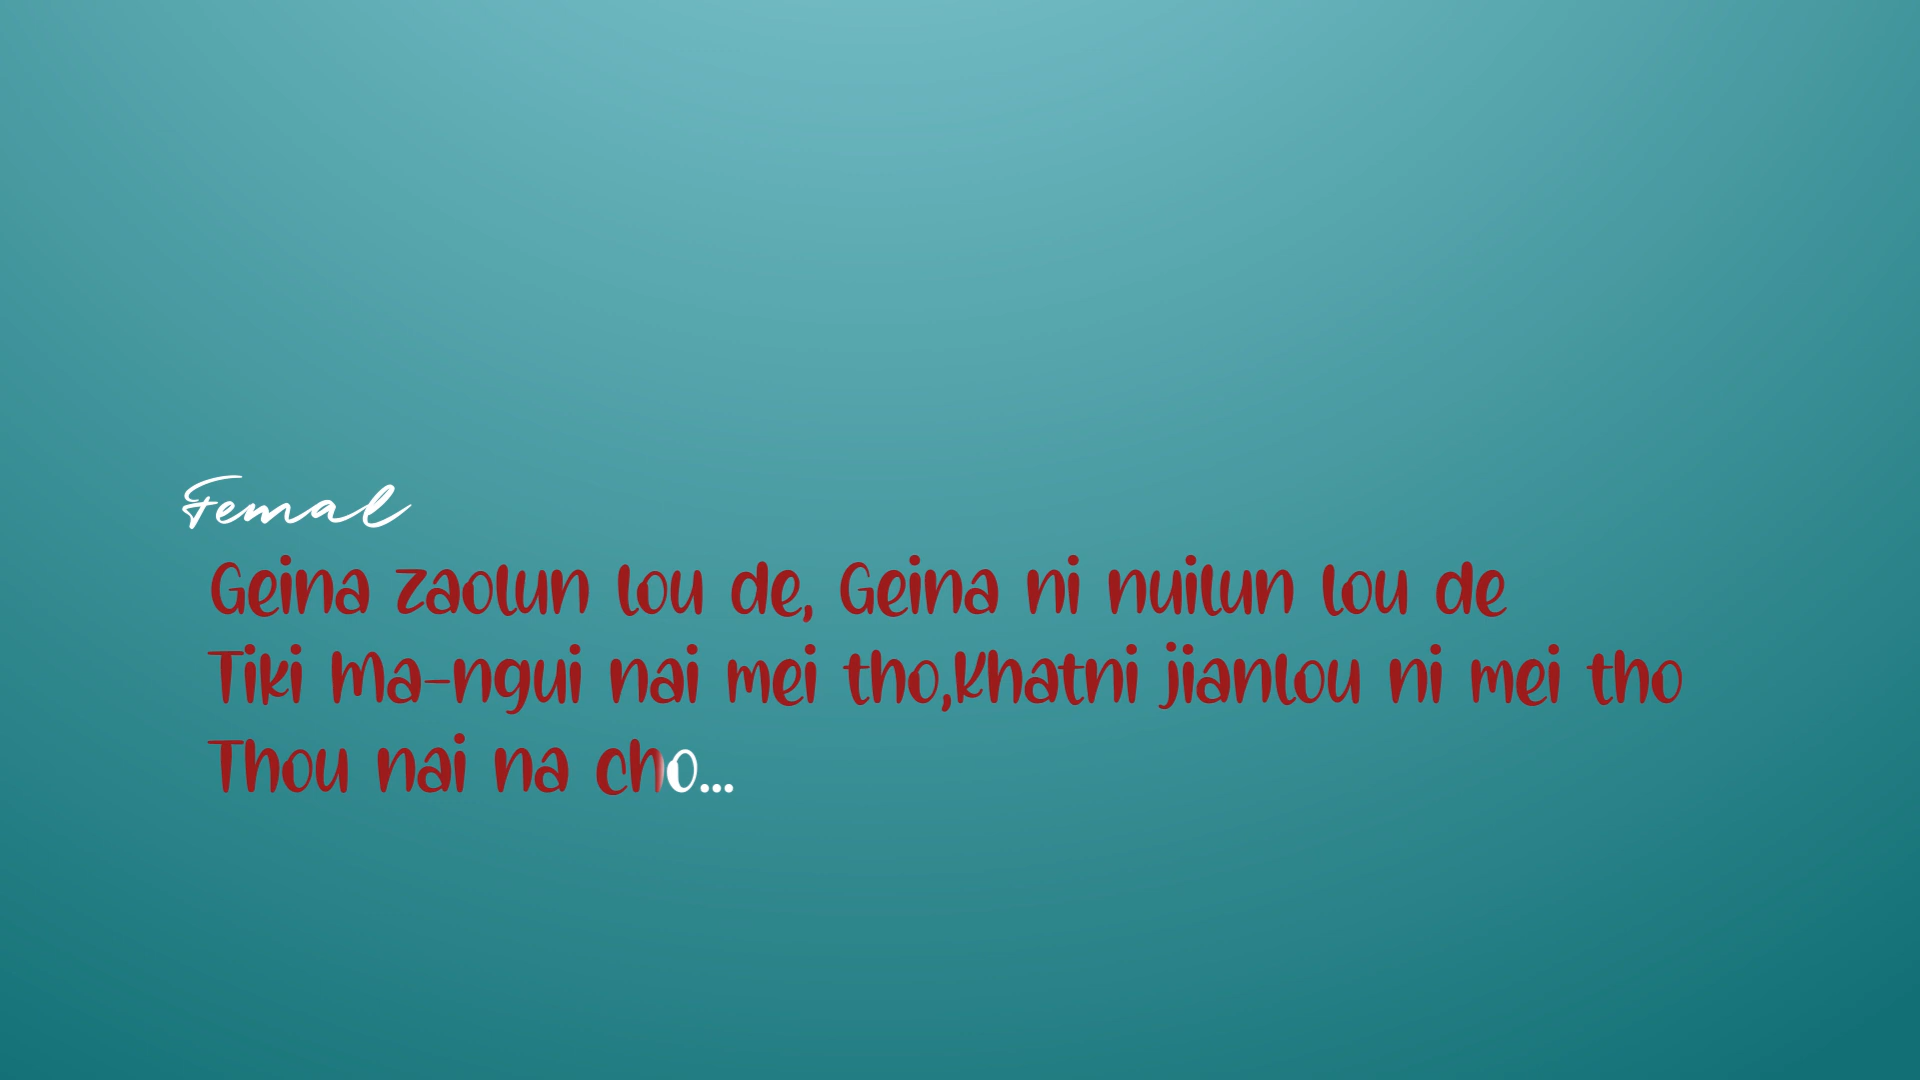 Femal
Geina zaolun lou de, Geina ni nuilun lou de
Tiki Ma-ngui nai mei tho,Khatni jianlou ni mei tho
Thou nai na cho...